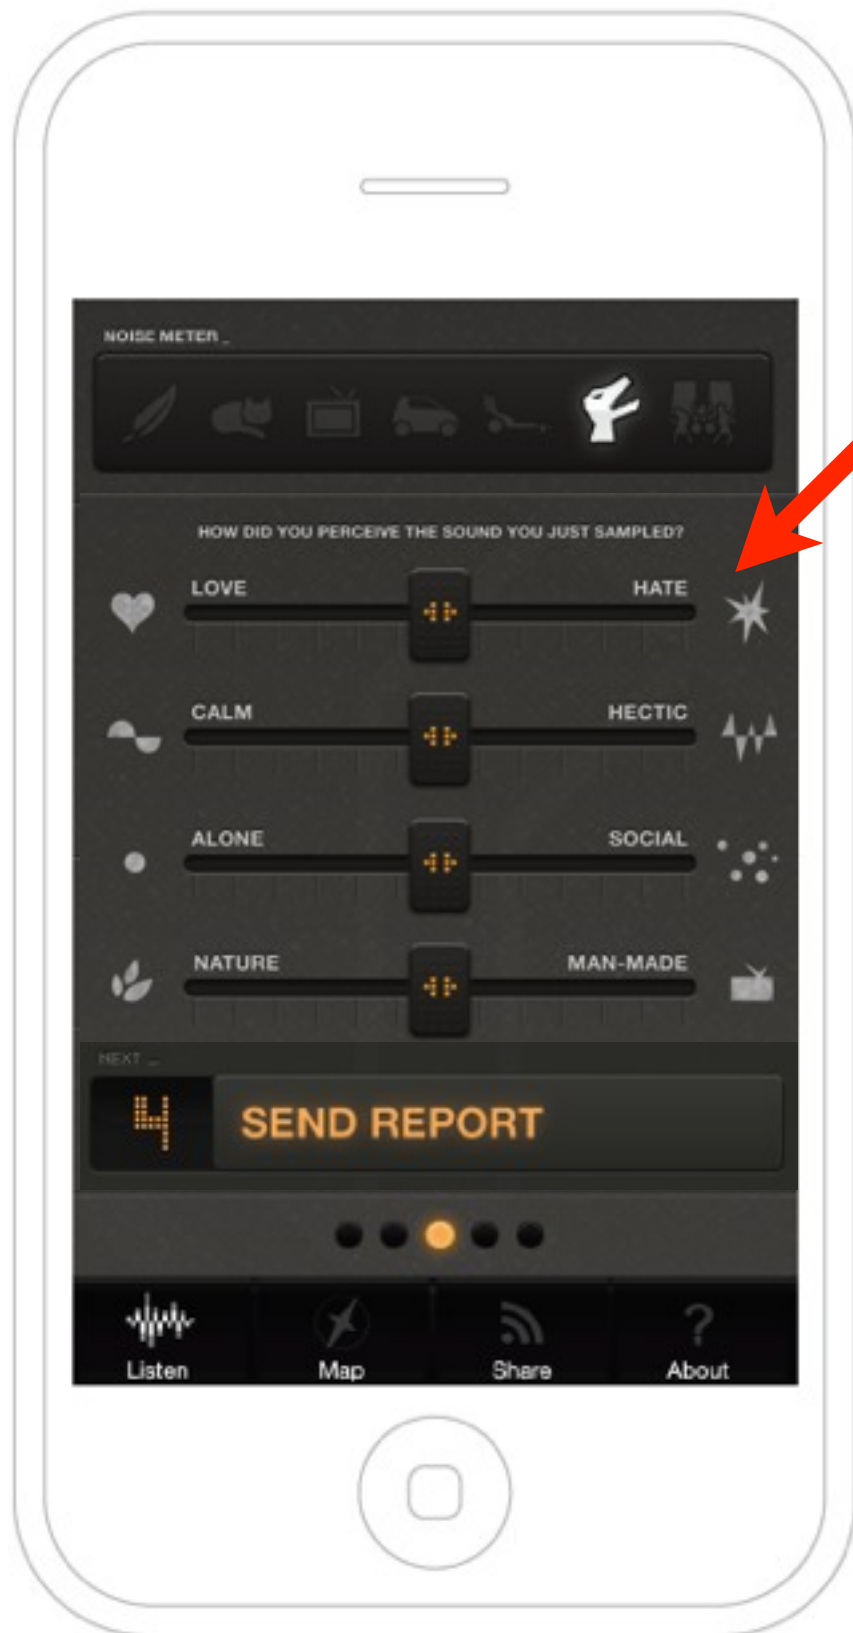 NOISE METER _
HOW DID YOU PERCEIVE THE SOUND YOU JUST SAMPLED?
LOVE HATE
CALM HECTIC
ALONE SOCIAL
NATURE MAN-MADE
NEXT _
4 SEND REPORT
Listen Map Share About